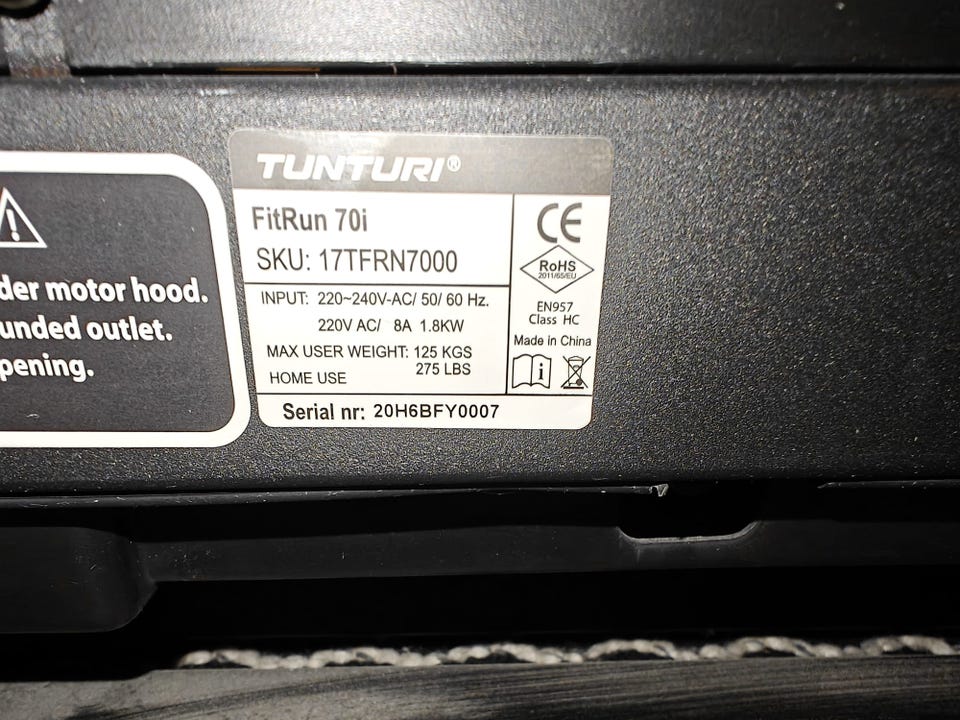 der motor hood.
unded outlet.
pening.
TUNTURI®
FitRun 70i
SKU: 17TFRN7000
INPUT: 220~240V-AC/ 50/ 60 Hz.
220V AC/ 8A 1.8KW
MAX USER WEIGHT: 125 KGS
275 LBS
HOME USE
CE
RoHS
2011/65/EU
EN957
Class HC
Made in China
i
Serial nr: 20H6BFY0007